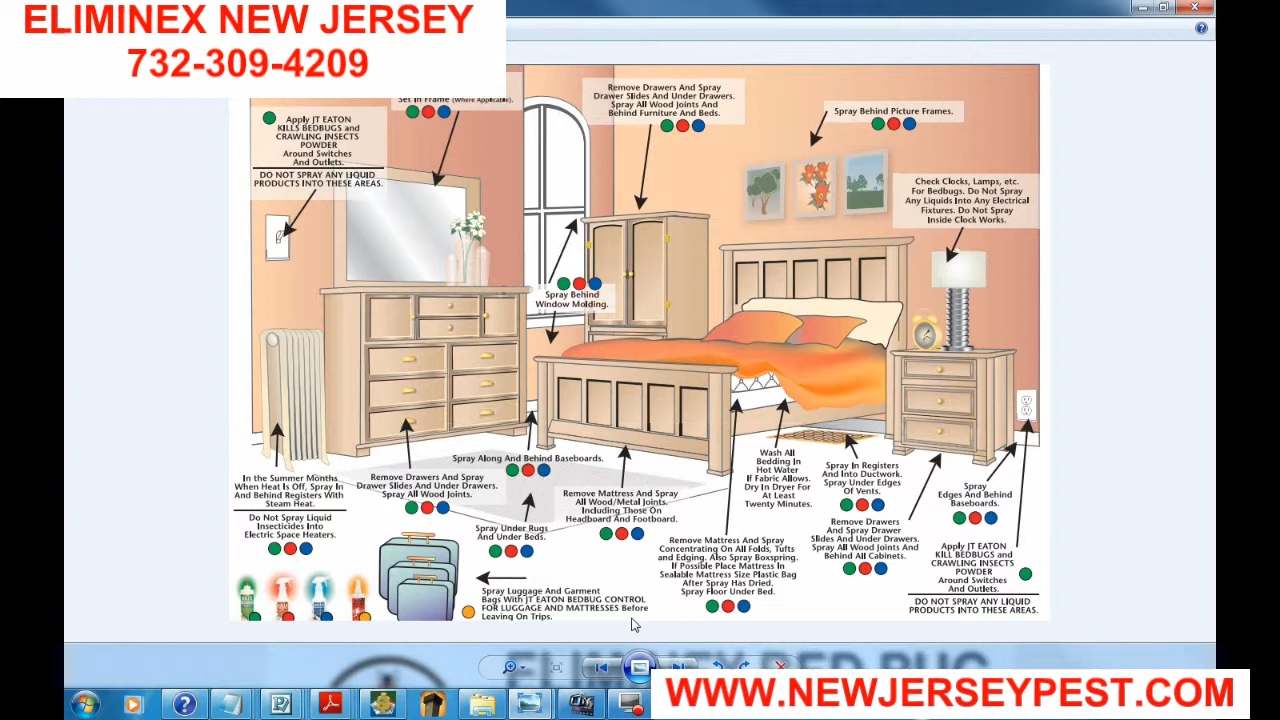 ELIMINEX NEW JERSEY
732-309-4209
Set In Frame (Where Applicable).
Apply JT EATON
KILLS BEDBUGS and
CRAWLING INSECTS
POWDER
Around Switches
And Outlets.
DO NOT SPRAY ANY LIQUID
PRODUCTS INTO THESE AREAS.
Remove Drawers And Spray
Drawer Slides And Under Drawers.
Spray All Wood Joints And
Behind Furniture And Beds.
Spray Behind Picture Frames.
Check Clocks, Lamps, etc.
For Bedbugs. Do Not Spray
Any Liquids Into Any Electrical
Fixtures. Do Not Spray
Inside Clock Works.
Spray Behind
Window Molding.
In the Summer Months
When Heat Is Off, Spray In
And Behind Registers With
Steam Heat.
Do Not Spray Liquid
Insecticides Into
Electric Space Heaters.
Remove Drawers And Spray
Drawer Slides And Under Drawers.
Spray All Wood Joints.
Spray Along And Behind Baseboards.
Spray Under Rugs
And Under Beds.
Remove Mattress And Spray
All Wood/Metal Joints.
Including Those On
Headboard And Footboard.
Wash All
Bedding In
Hot Water
If Fabric Allows.
Dry In Dryer For
At Least
Twenty Minutes.
Spray In Registers
And Into Ductwork.
Spray Under Edges
Of Vents.
Spray
Edges And Behind
Baseboards.
Remove Drawers
And Spray Drawer
Slides And Under Drawers.
Spray All Wood Joints And
Behind All Cabinets.
Remove Mattress And Spray
Concentrating On All Folds, Tufts
and Edging. Also Spray Boxspring.
If Possible Place Mattress In
Sealable Mattress Size Plastic Bag
After Spray Has Dried.
Spray Floor Under Bed.
Apply JT EATON
KILL BEDBUGS and
CRAWLING INSECTS
POWDER
Around Switches
And Outlets.
DO NOT SPRAY ANY LIQUID
PRODUCTS INTO THESE AREAS.
Spray Luggage And Garment
Bags With JT EATON BEDBUG CONTROL
FOR LUGGAGE AND MATTRESSES Before
Leaving On Trips.
WWW.NEWJERSEYPEST.COM